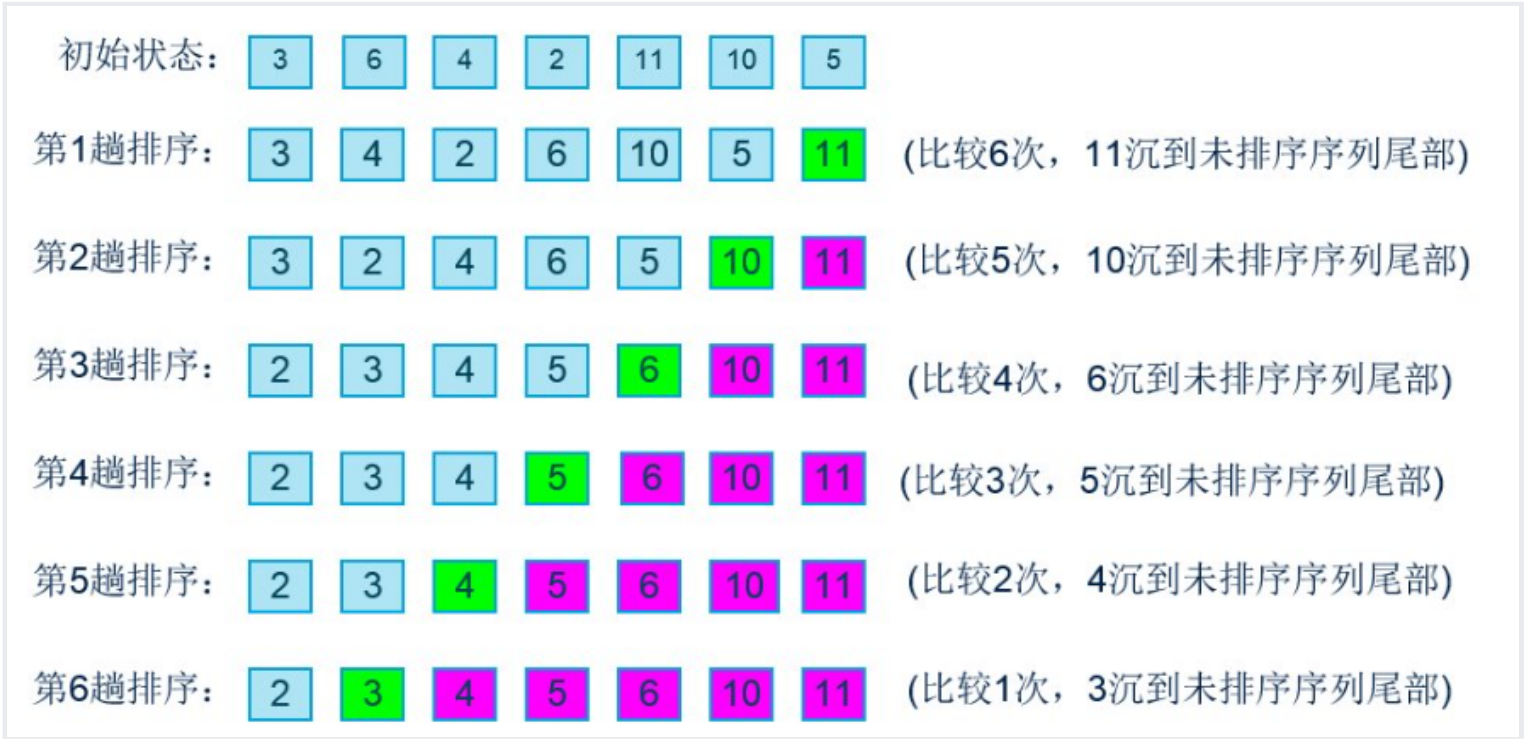 初始状态： 3 6 4 2 11 10 5
第1趟排序： 3 4 2 6 10 5 11 (比较6次，11沉到未排序序列尾部)
第2趟排序： 3 2 4 6 5 10 11 (比较5次，10沉到未排序序列尾部)
第3趟排序： 2 3 4 5 6 10 11 (比较4次，6沉到未排序序列尾部)
第4趟排序： 2 3 4 5 6 10 11 (比较3次，5沉到未排序序列尾部)
第5趟排序： 2 3 4 5 6 10 11 (比较2次，4沉到未排序序列尾部)
第6趟排序： 2 3 4 5 6 10 11 (比较1次，3沉到未排序序列尾部)